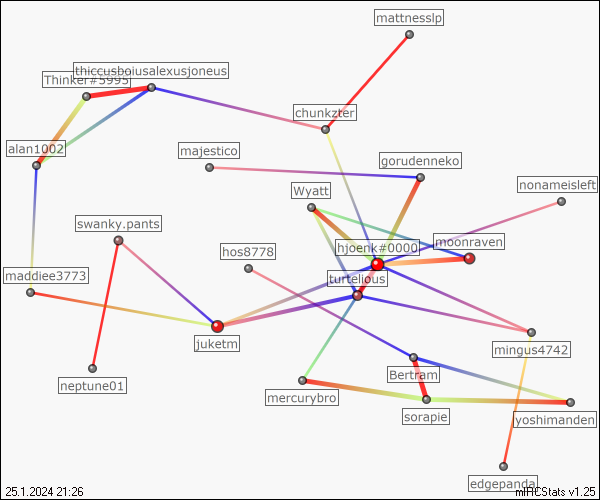 mattnesslp
thiccusboiusalexusjoneus
Thinker#5995
chunkzter
alan1002
majestico
gorudenneko
nonameisleft
Wyatt
swanky.pants
moonraven
hjoenk#0000
hos8778
maddiee3773
turtelious
juketm
mingus4742
Bertram
neptune01
mercurybro
sorapie
yoshimanden
edgepanda
25.1.2024 21:26
mIRCStats v1.25